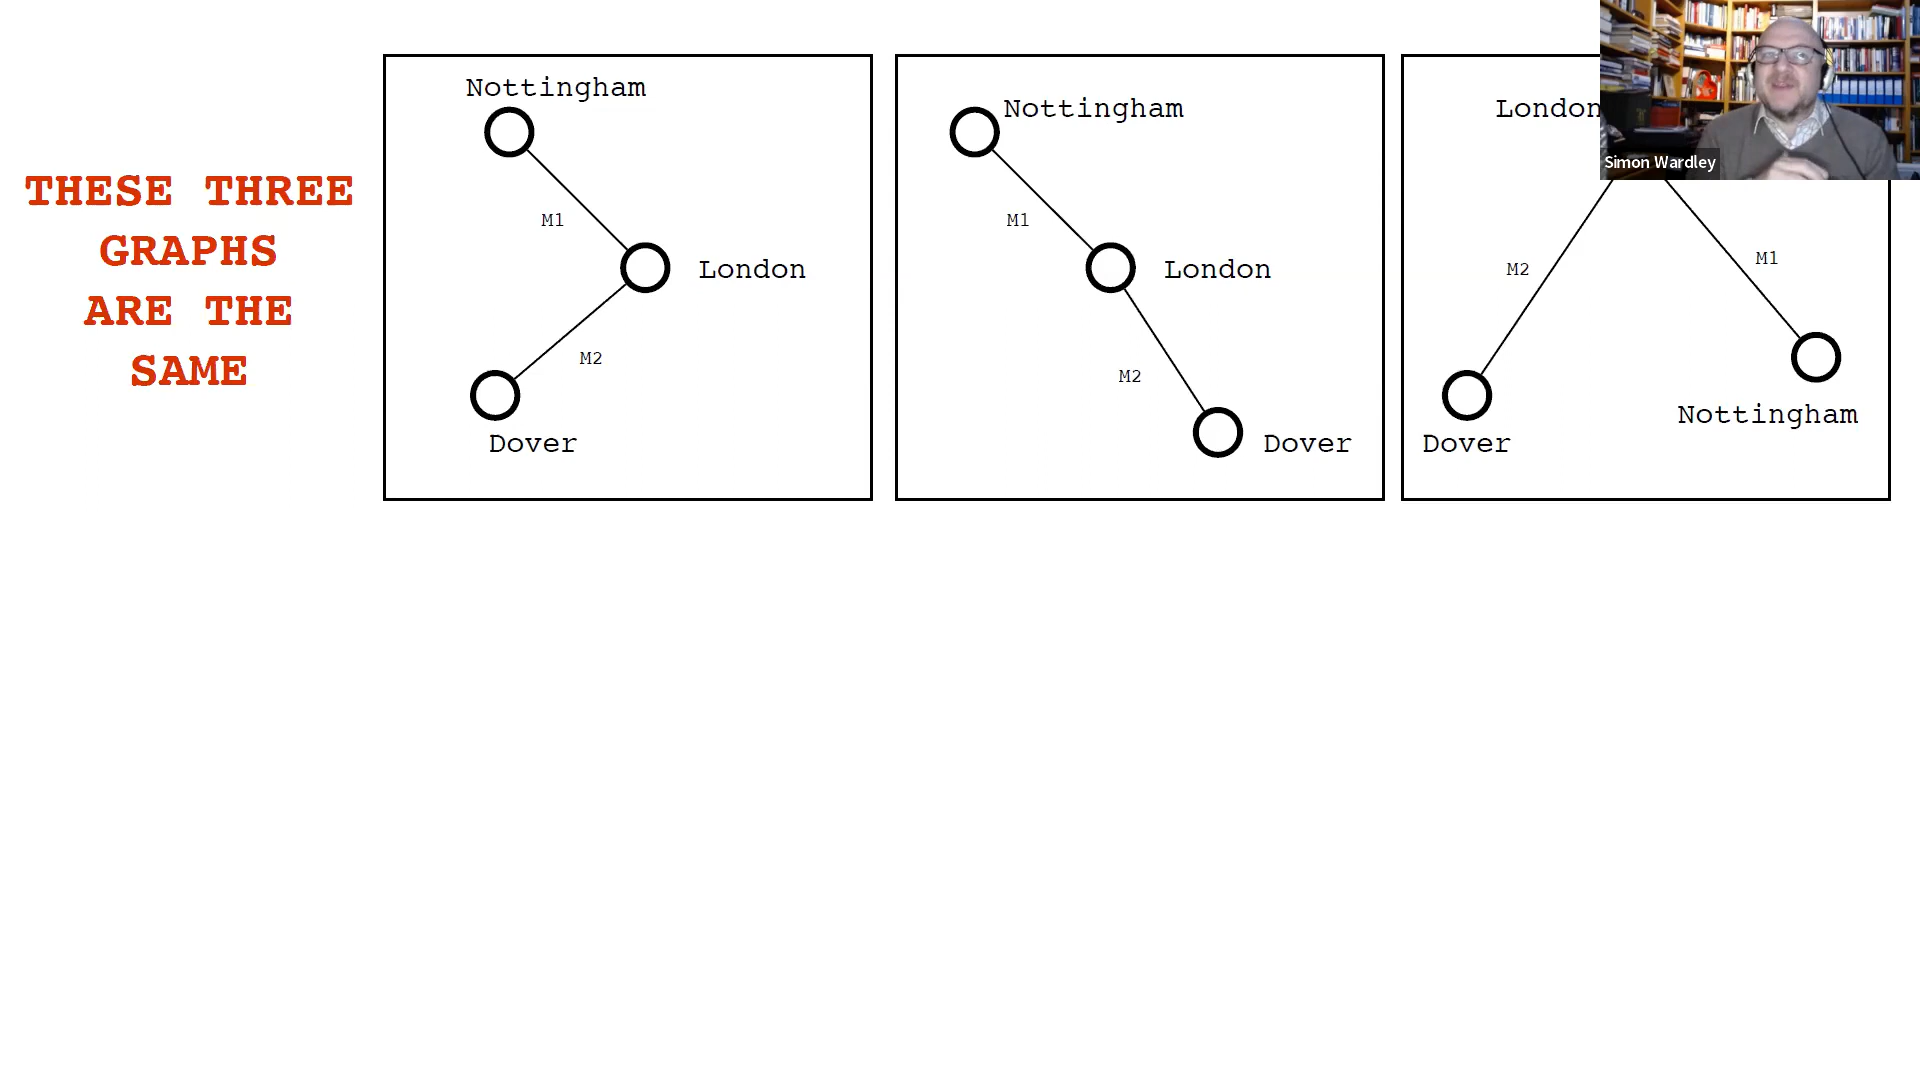 THESE THREE
GRAPHS
ARE THE
SAME
Nottingham
M1
London
M2
Dover
Nottingham
M1
London
M2
Dover
London
M2
M1
Nottingham
Dover
Simon Wardley